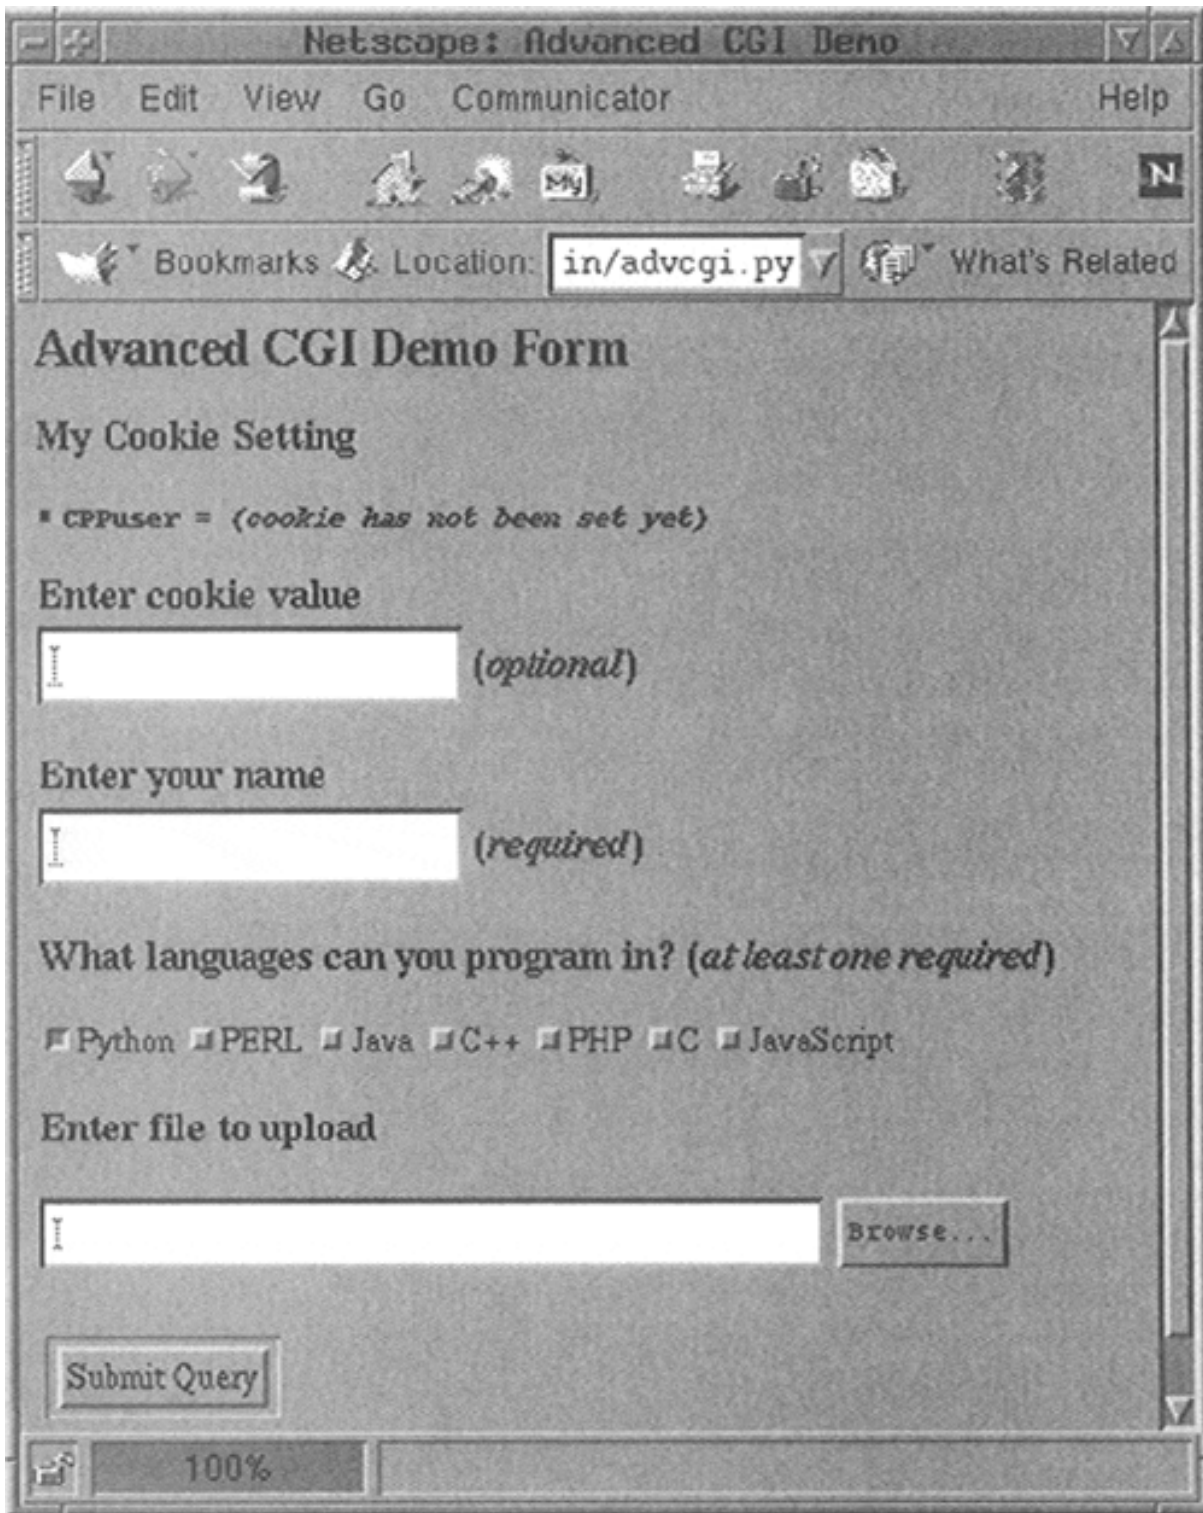 Netscape: Advanced CGI Demo
File Edit View Go Communicator Help
My N
Bookmarks Location: in/advcgi.py What's Related
Advanced CGI Demo Form
My Cookie Setting
CPPuser = (cookie has not been set yet)
Enter cookie value
(optional)
Enter your name
(required)
What languages can you program in? (at least one required)
Python PERL Java C++ PHP C JavaScript
Enter file to upload
Browse...
Submit Query
100%